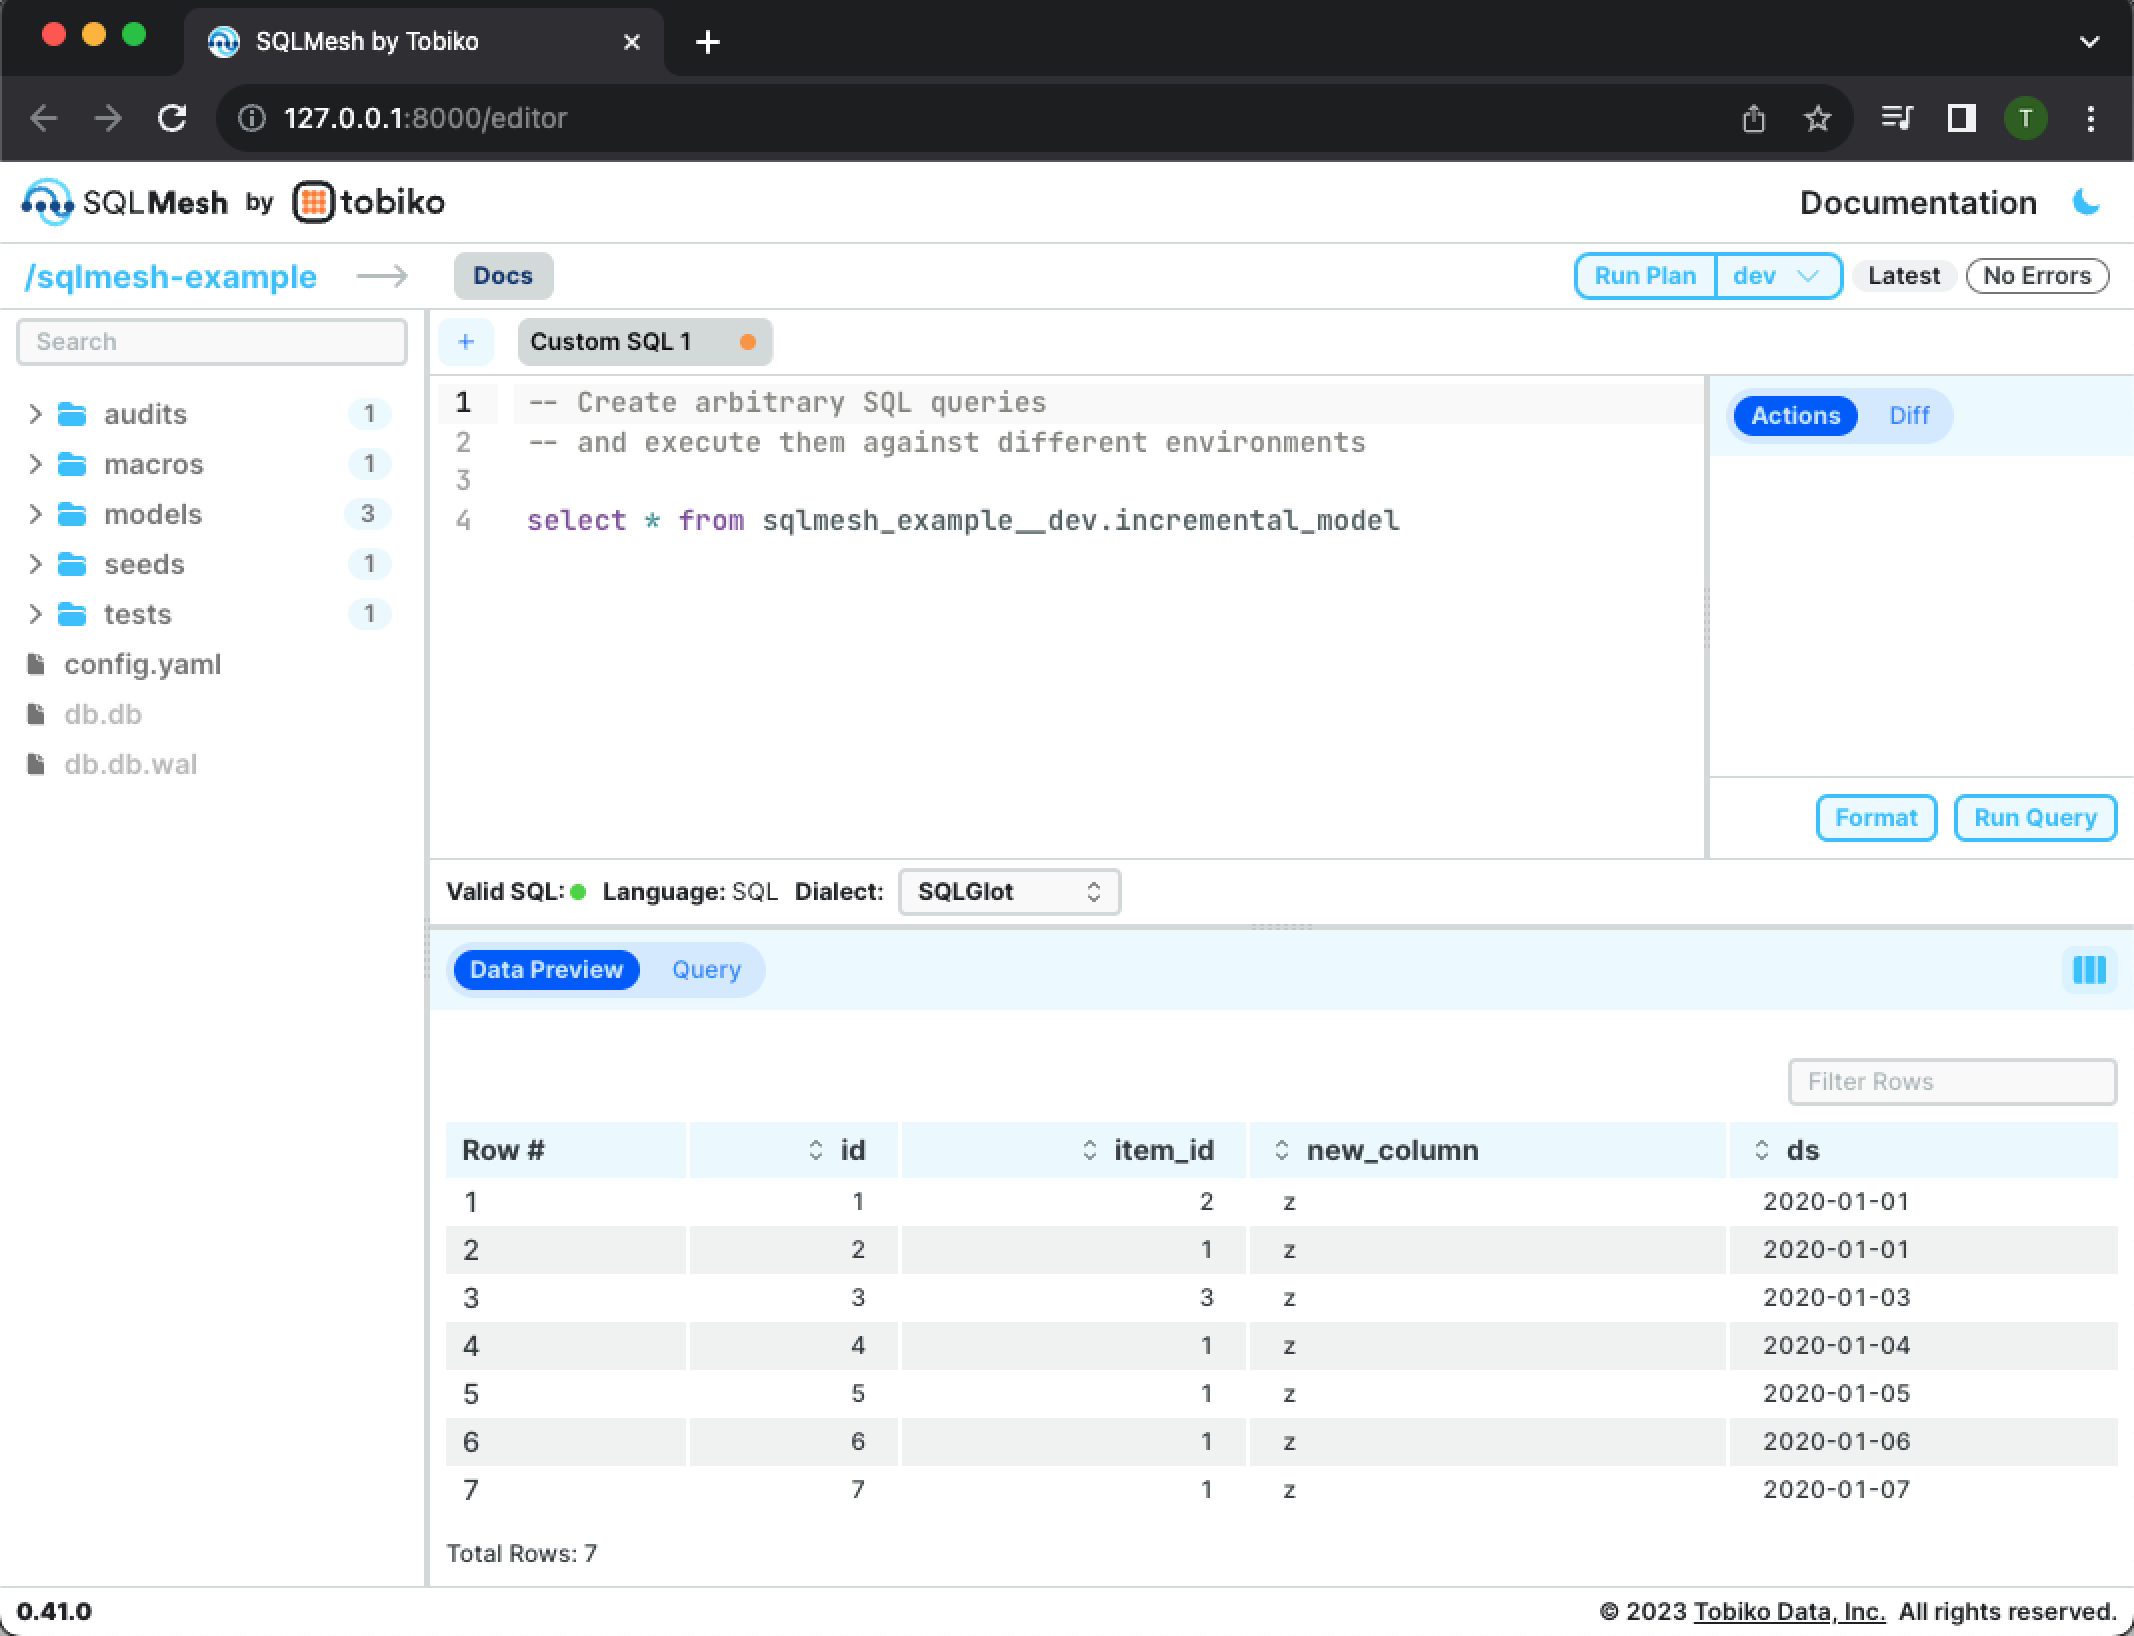 SQLMesh by Tobiko
127.0.0.1:8000/editor
T
SQLMesh by tobiko
Documentation
/sqlmesh-example
Docs
Run Plan
dev
Latest
No Errors
Search
+
Custom SQL 1
audits 1
macros 1
models 3
seeds 1
tests 1
config.yaml
db.db
db.db.wal
1 -- Create arbitrary SQL queries
2 -- and execute them against different environments
3
4 select * from sqlmesh_example__dev.incremental_model
Actions
Diff
Format
Run Query
Valid SQL: Language: SQL Dialect: SQLGlot
Data Preview
Query
Filter Rows
Row # id item_id new_column ds
1 1 2 z 2020-01-01
2 2 1 z 2020-01-01
3 3 3 z 2020-01-03
4 4 1 z 2020-01-04
5 5 1 z 2020-01-05
6 6 1 z 2020-01-06
7 7 1 z 2020-01-07
Total Rows: 7
0.41.0
© 2023 Tobiko Data, Inc. All rights reserved.